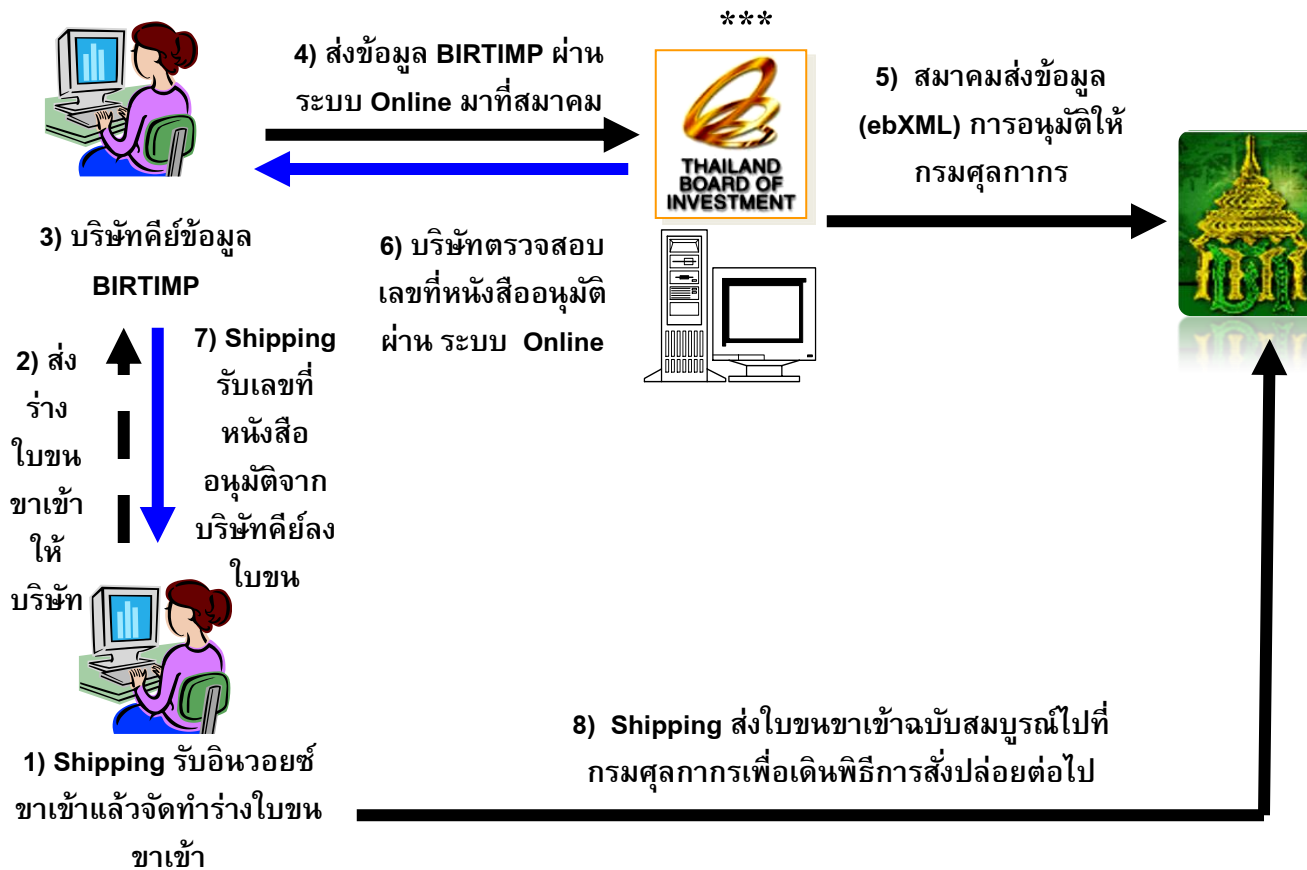 ***
4) ส่งข้อมูล BIRTIMP ผ่าน
ระบบ Online มาที่สมาคม
THAILAND
BOARD OF
INVESTMENT
5) สมาคมส่งข้อมูล
(ebXML) การอนุมัติให้
กรมศุลกากร
3) บริษัทคีย์ข้อมูล
BIRTIMP
6) บริษัทตรวจสอบ
เลขที่หนังสืออนุมัติ
ผ่าน ระบบ Online
2) ส่ง
ร่าง
ใบขน
ขาเข้า
ให้
บริษัท
7) Shipping
รับเลขที่
หนังสือ
อนุมัติจาก
บริษัทคีย์ลง
ใบขน
1) Shipping รับอินวอยซ์
ขาเข้าแล้วจัดทำร่างใบขน
ขาเข้า
8) Shipping ส่งใบขนขาเข้าฉบับสมบูรณ์ไปที่
กรมศุลกากรเพื่อเดินพิธีการสั่งปล่อยต่อไป